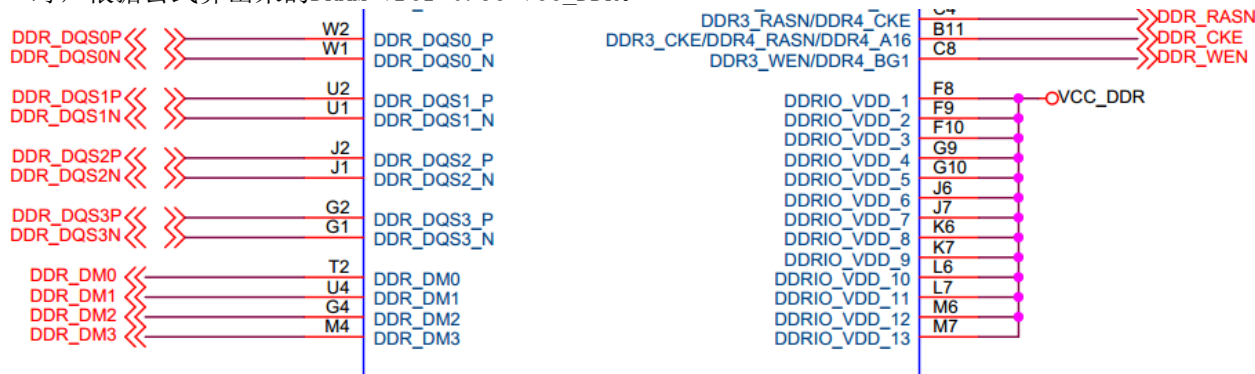 DDR3_RASN/DDR4_CKE C4 DDR_RASN
DDR3_CKE/DDR4_RASN/DDR4_A16 B11 DDR_CKE
DDR3_WEN/DDR4_BG1 C8 DDR_WEN
DDR_DQS0P W2 DDR_DQS0_P
DDR_DQS0N W1 DDR_DQS0_N
DDR_DQS1P U2 DDR_DQS1_P
DDR_DQS1N U1 DDR_DQS1_N
DDR_DQS2P J2 DDR_DQS2_P
DDR_DQS2N J1 DDR_DQS2_N
DDR_DQS3P G2 DDR_DQS3_P
DDR_DQS3N G1 DDR_DQS3_N
DDR_DM0 T2 DDR_DM0
DDR_DM1 U4 DDR_DM1
DDR_DM2 G4 DDR_DM2
DDR_DM3 M4 DDR_DM3
DDRIO_VDD_1 F8 VCC_DDR
DDRIO_VDD_2 F9
DDRIO_VDD_3 F10
DDRIO_VDD_4 G9
DDRIO_VDD_5 G10
DDRIO_VDD_6 J6
DDRIO_VDD_7 J7
DDRIO_VDD_8 K6
DDRIO_VDD_9 K7
DDRIO_VDD_10 L6
DDRIO_VDD_11 L7
DDRIO_VDD_12 M6
DDRIO_VDD_13 M7